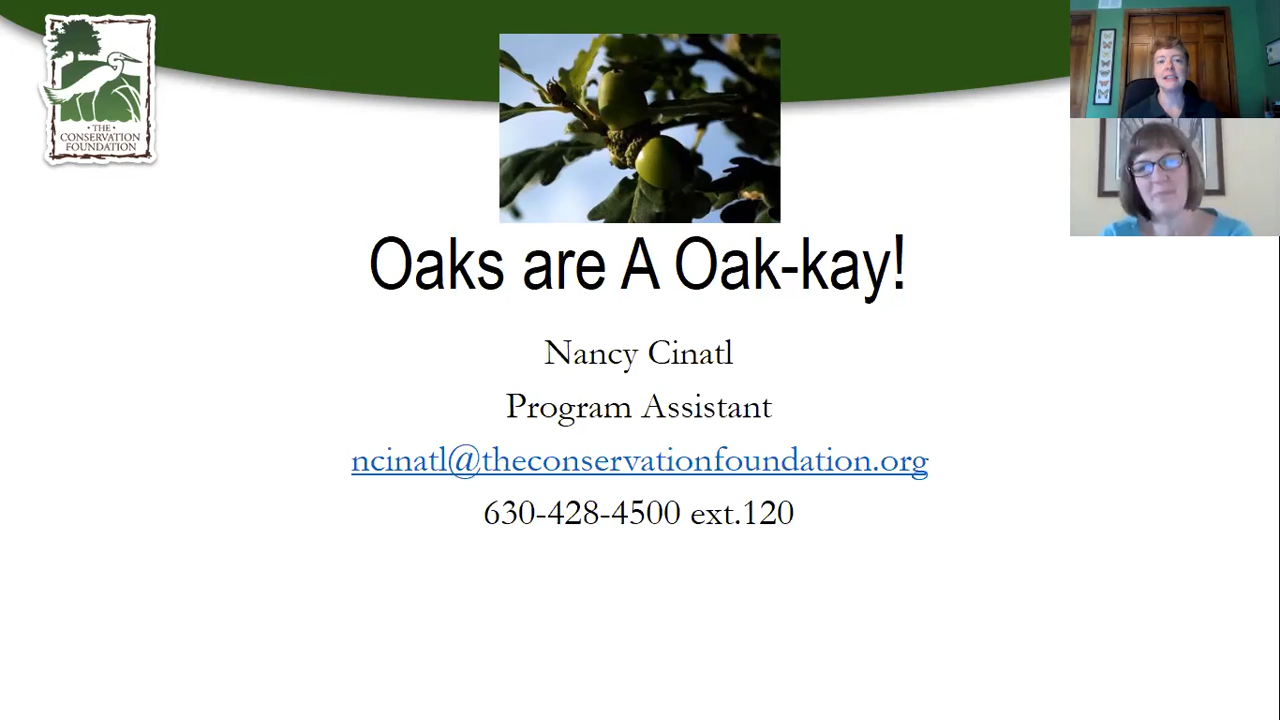 • THE •
CONSERVATION
FOUNDATION
Oaks are A Oak-kay!
Nancy Cinatl
Program Assistant
ncinatl@theconservationfoundation.org
630-428-4500 ext.120